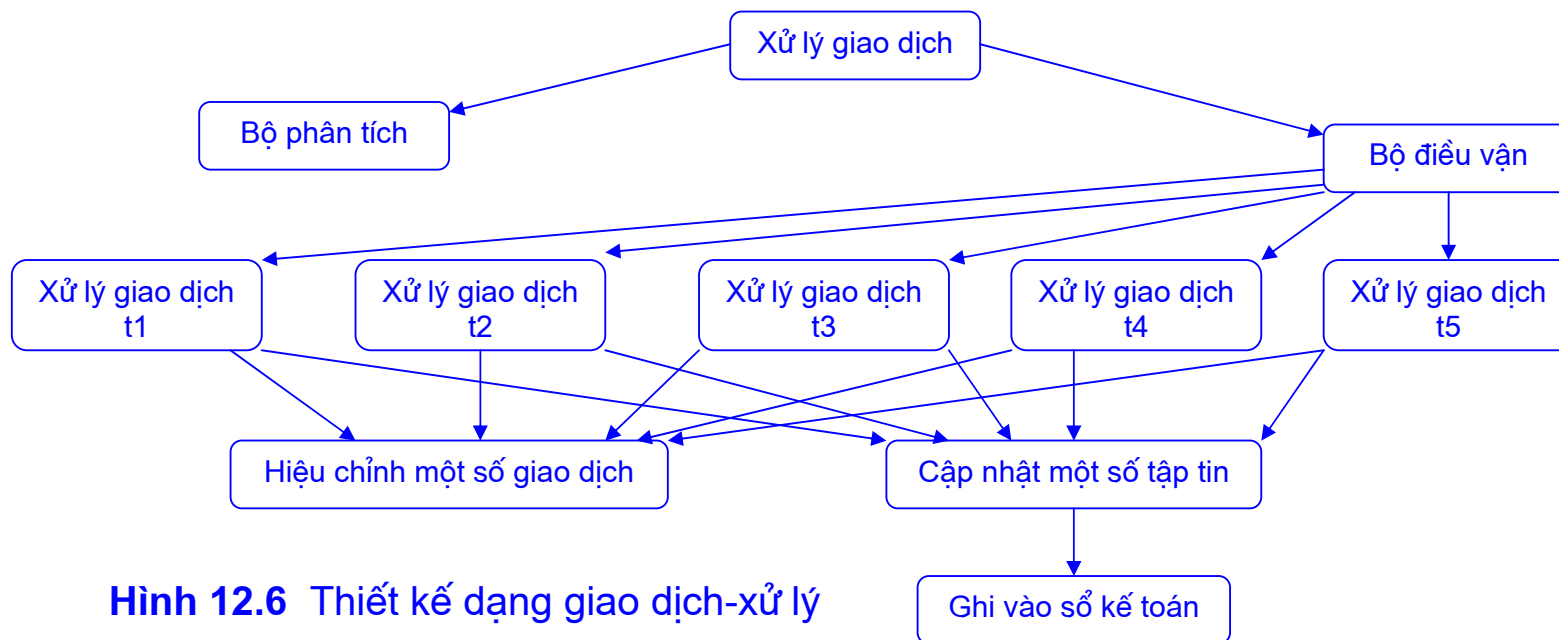 Xử lý giao dịch
Bộ phân tích
Bộ điều vận
Xử lý giao dịch
t1
Xử lý giao dịch
t2
Xử lý giao dịch
t3
Xử lý giao dịch
t4
Xử lý giao dịch
t5
Hiệu chỉnh một số giao dịch
Cập nhật một số tập tin
Ghi vào sổ kế toán
Hình 12.6 Thiết kế dạng giao dịch-xử lý